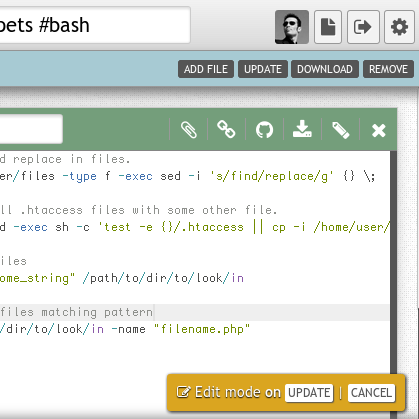 pets #bash
ADD FILE UPDATE DOWNLOAD REMOVE
d replace in files.
er/files -type f -exec sed -i 's/find/replace/g' {} \;
ll .htaccess files with some other file.
d -exec sh -c 'test -e {}/.htaccess || cp -i /home/user/
iles
ome_string" /path/to/dir/to/look/in
files matching pattern
/dir/to/look/in -name "filename.php"
Edit mode on UPDATE | CANCEL